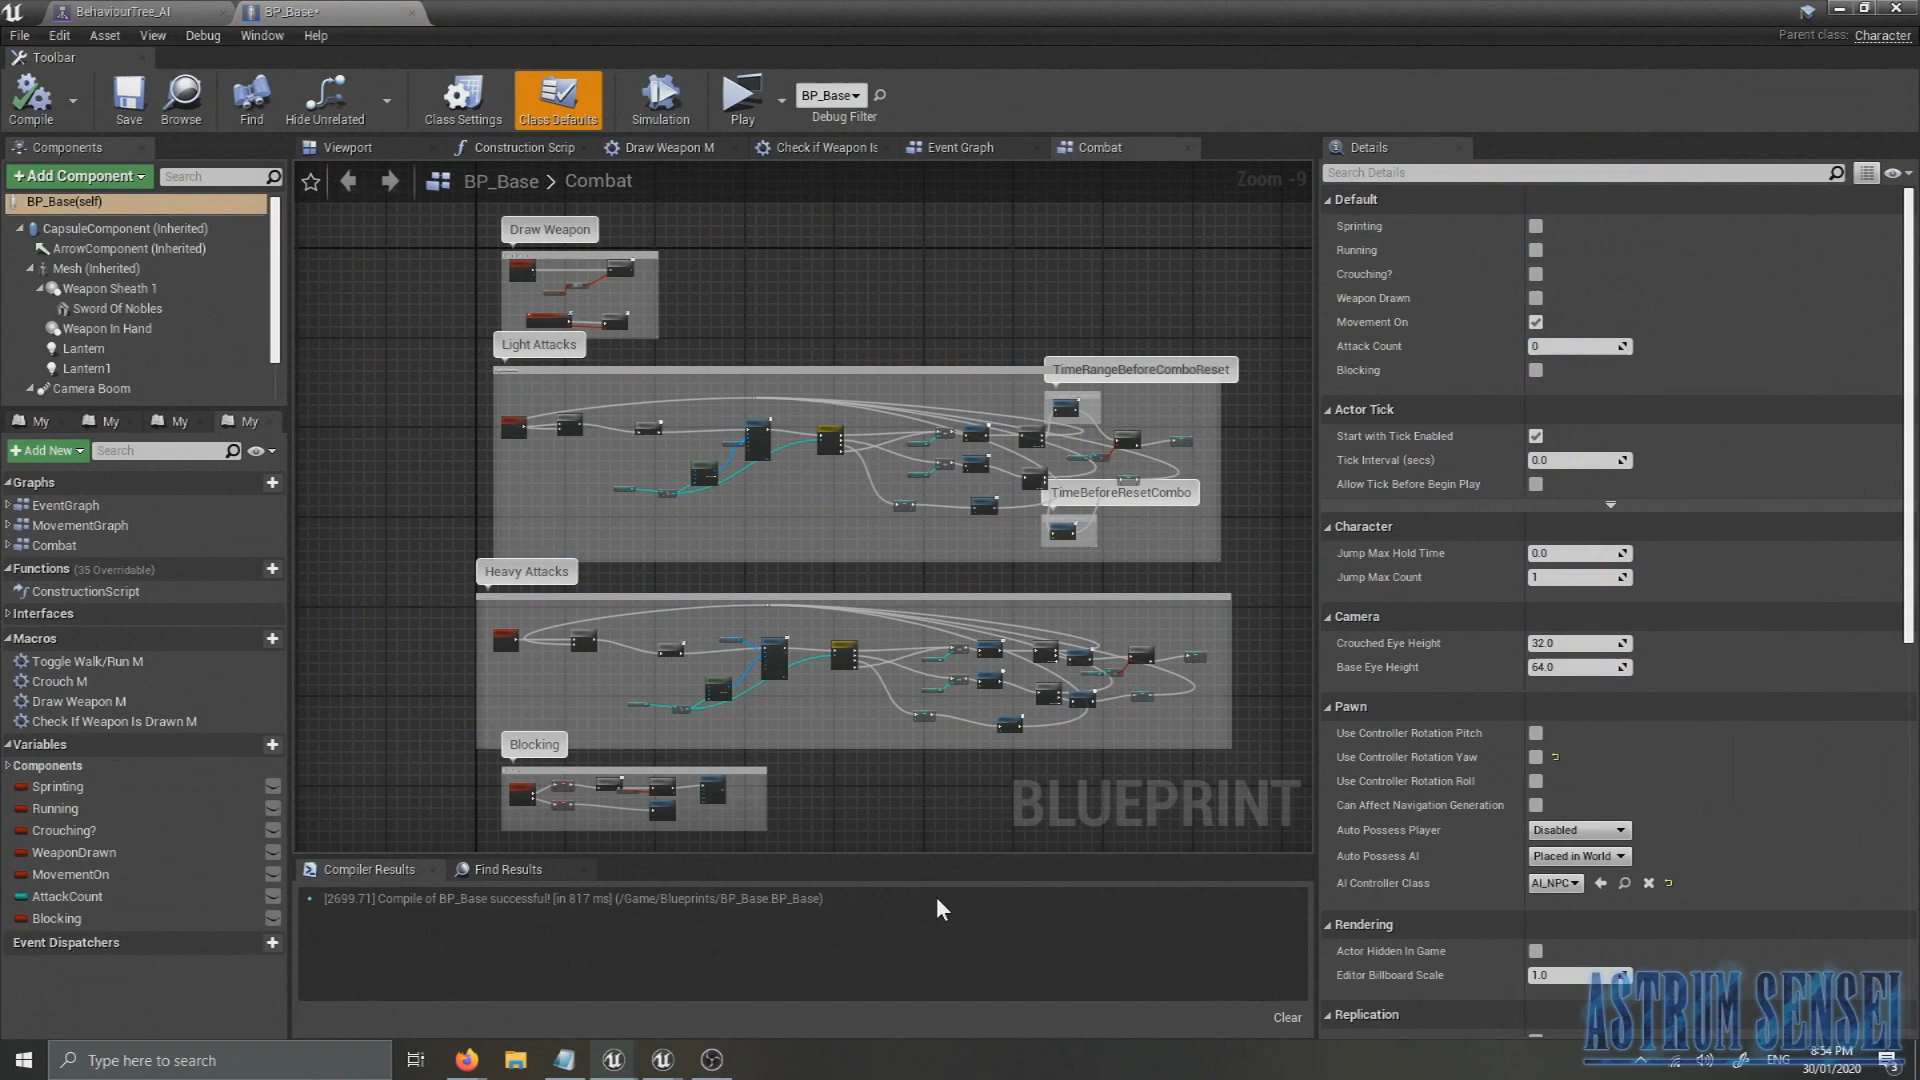 BehaviourTree_AI
BP_Base*
File Edit Asset View Debug Window Help
Parent class: Character
Toolbar
Compile
Save
Browse
Find
Hide Unrelated
Class Settings
Class Defaults
Simulation
Play
BP_Base
Debug Filter
Components
+Add Component
Search
BP_Base(self)
CapsuleComponent (Inherited)
ArrowComponent (Inherited)
Mesh (Inherited)
Weapon Sheath 1
Sword Of Nobles
Weapon In Hand
Lantern
Lantern1
Camera Boom
My
My
My
My
+Add New
Search
Graphs
EventGraph
MovementGraph
Combat
Functions (35 Overridable)
ConstructionScript
Interfaces
Macros
Toggle Walk/Run M
Crouch M
Draw Weapon M
Check If Weapon Is Drawn M
Variables
Components
Sprinting
Running
Crouching?
WeaponDrawn
MovementOn
AttackCount
Blocking
Event Dispatchers
Viewport
Construction Scrip
Draw Weapon M
Check if Weapon Is
Event Graph
Combat
BP_Base > Combat
Zoom -9
Draw Weapon
Light Attacks
TimeRangeBeforeComboReset
TimeBeforeResetCombo
Heavy Attacks
Blocking
BLUEPRINT
Compiler Results
Find Results
[2699.71] Compile of BP_Base successful! [in 817 ms] (/Game/Blueprints/BP_Base.BP_Base)
Clear
Details
Search Details
Default
Sprinting
Running
Crouching?
Weapon Drawn
Movement On
Attack Count 0
Blocking
Actor Tick
Start with Tick Enabled
Tick Interval (secs) 0.0
Allow Tick Before Begin Play
Character
Jump Max Hold Time 0.0
Jump Max Count 1
Camera
Crouched Eye Height 32.0
Base Eye Height 64.0
Pawn
Use Controller Rotation Pitch
Use Controller Rotation Yaw
Use Controller Rotation Roll
Can Affect Navigation Generation
Auto Possess Player Disabled
Auto Possess AI Placed in World
AI Controller Class AI_NPC
Rendering
Actor Hidden In Game
Editor Billboard Scale 1.0
Replication
ASTRUM SENSEI
Type here to search
ENG
8:54 PM
30/01/2020
3